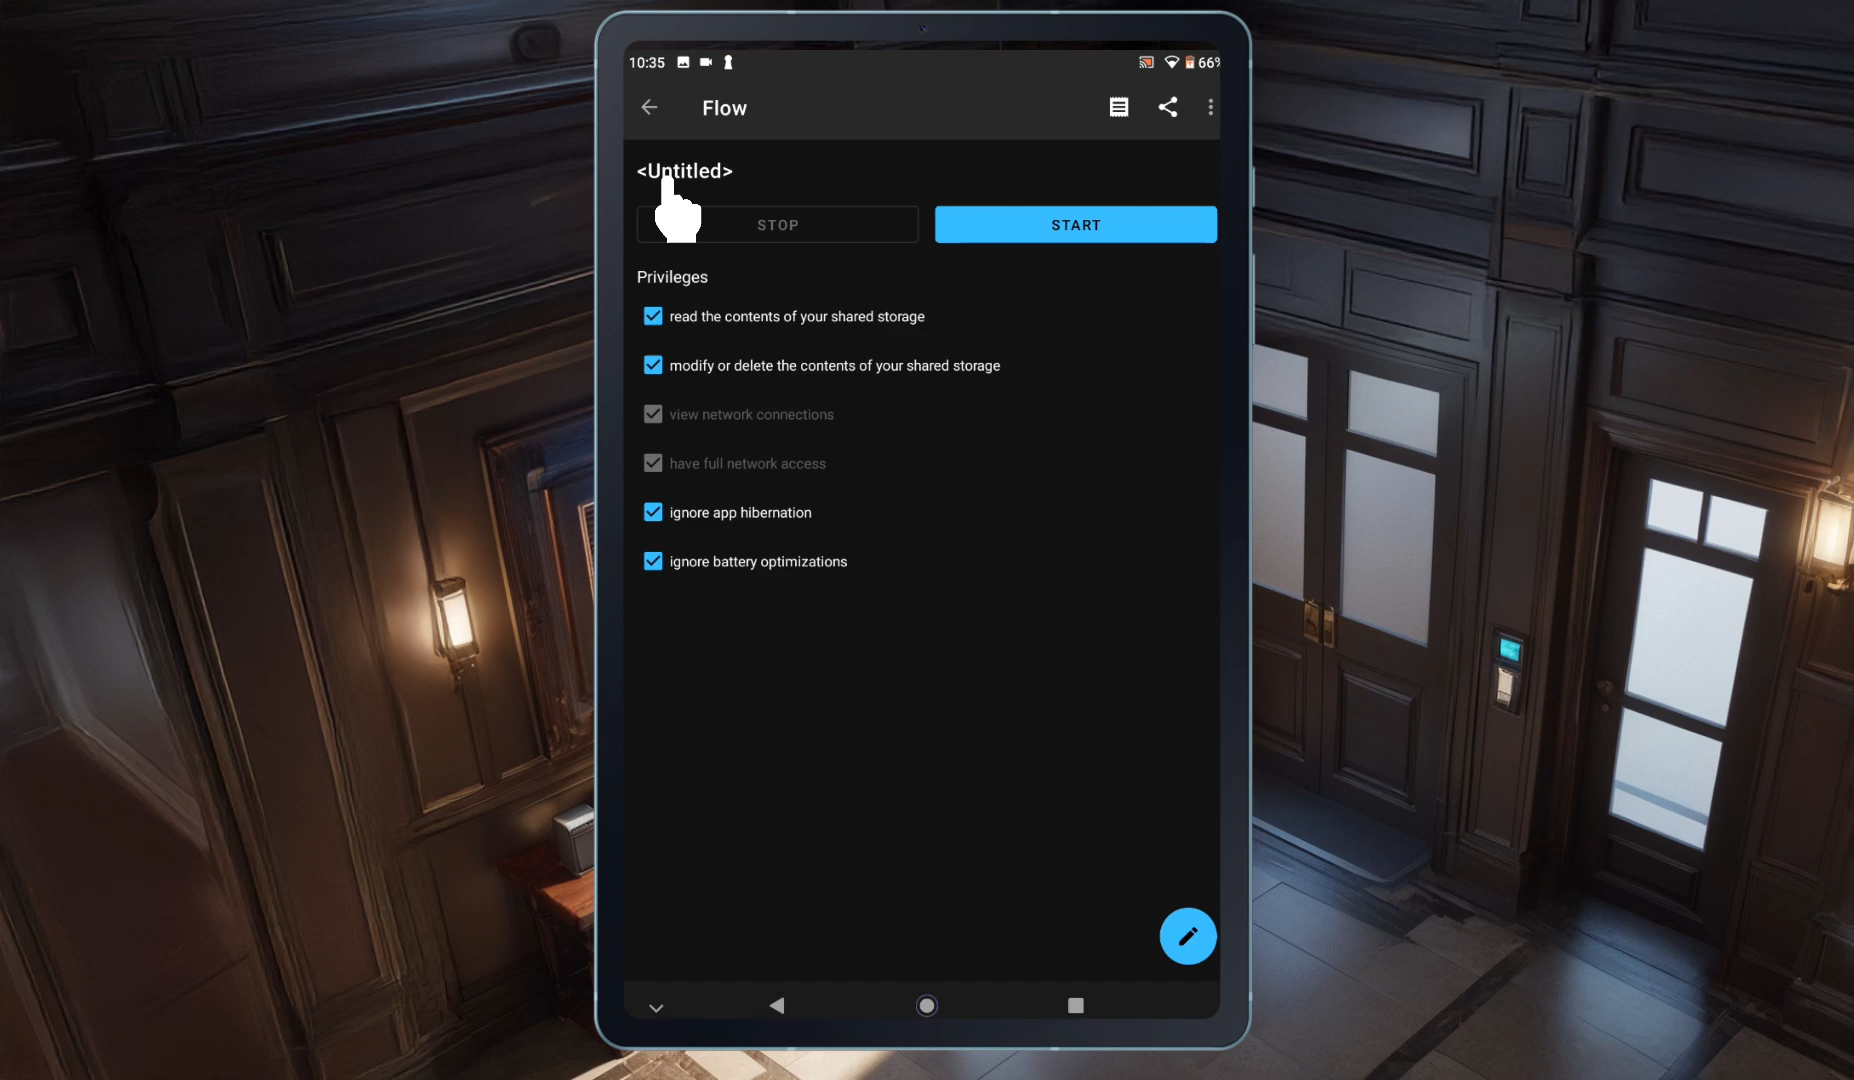 10:35 66%
Flow
<Untitled>
STOP START
Privileges
read the contents of your shared storage
modify or delete the contents of your shared storage
view network connections
have full network access
ignore app hibernation
ignore battery optimizations